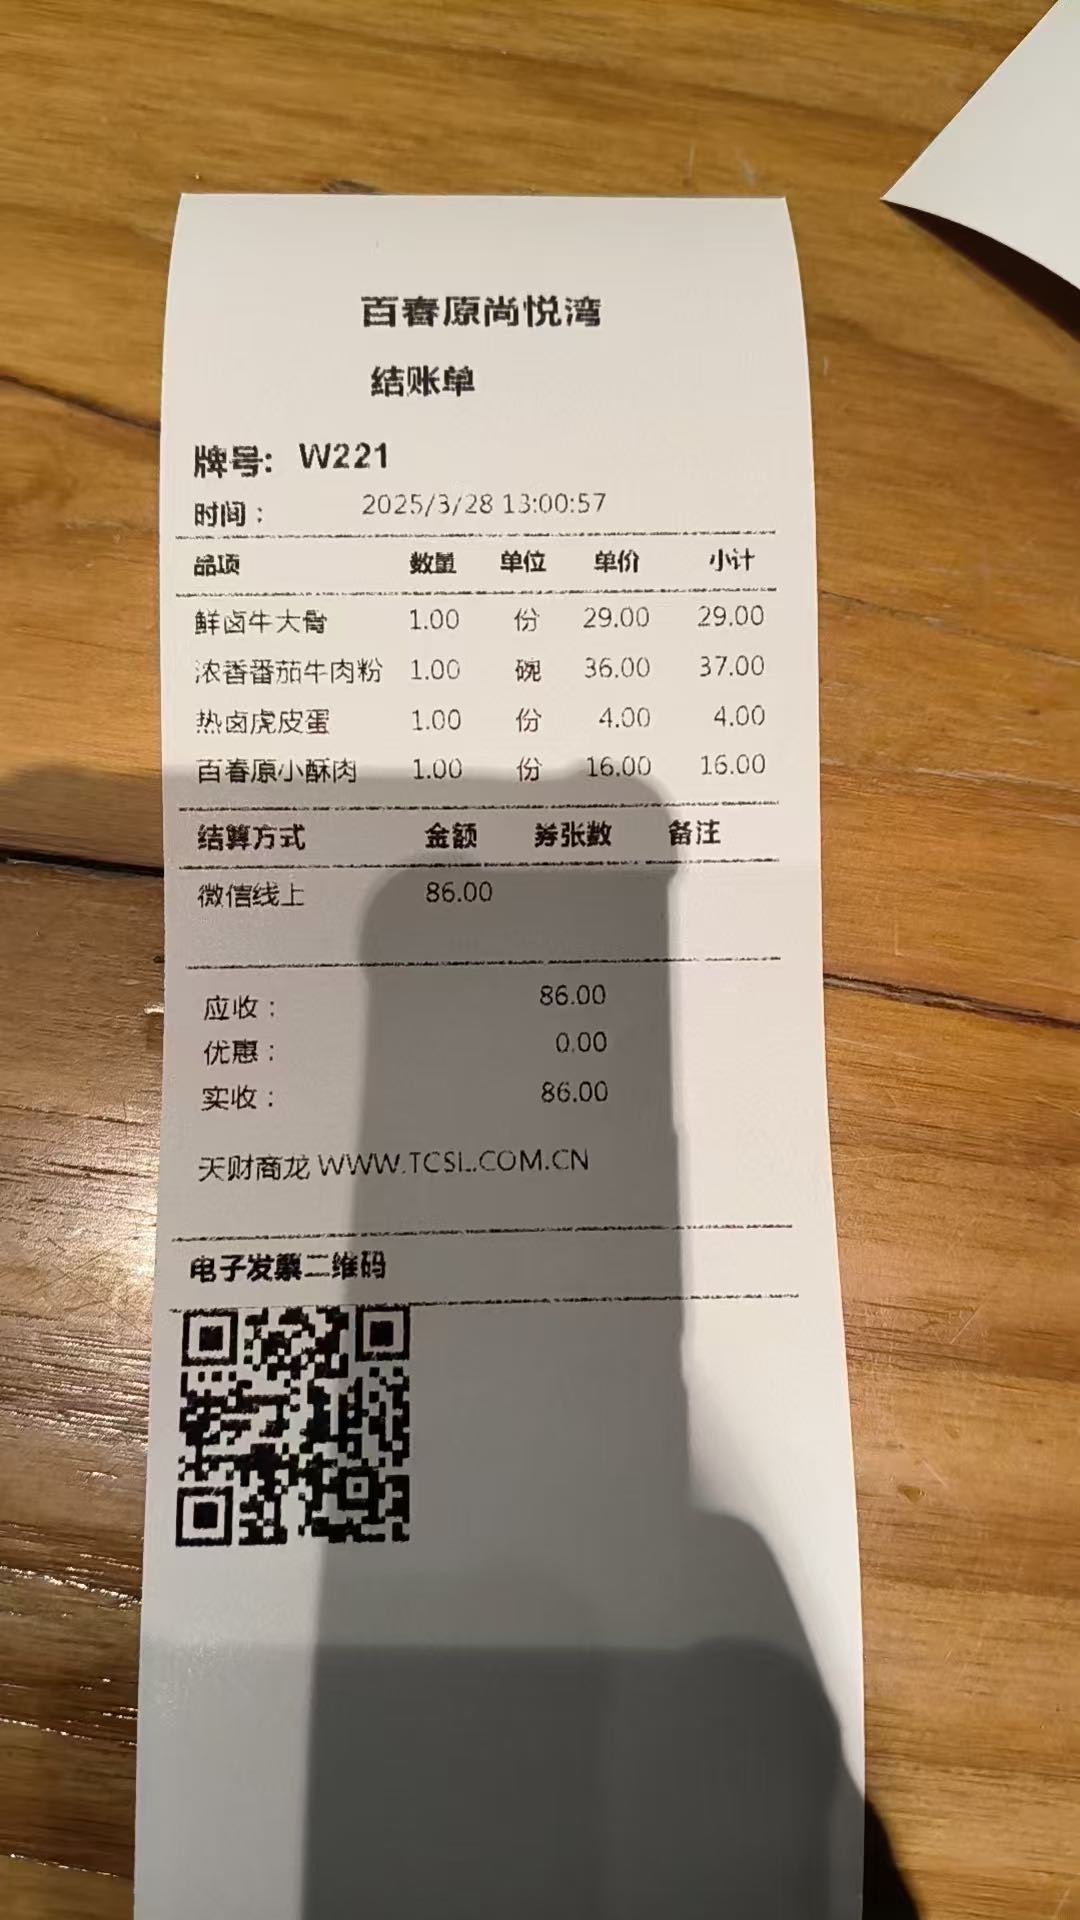 百春原尚悦湾
结账单
牌号: W221
时间： 2025/3/28 13:00:57
品项 数量 单位 单价 小计
鲜卤牛大骨 1.00 份 29.00 29.00
浓香番茄牛肉粉 1.00 碗 36.00 37.00
热卤虎皮蛋 1.00 份 4.00 4.00
百春原小酥肉 1.00 份 16.00 16.00
结算方式 金额 券张数 备注
微信线上 86.00
应收： 86.00
优惠： 0.00
实收： 86.00
天财商龙 WWW.TCSL.COM.CN
电子发票二维码